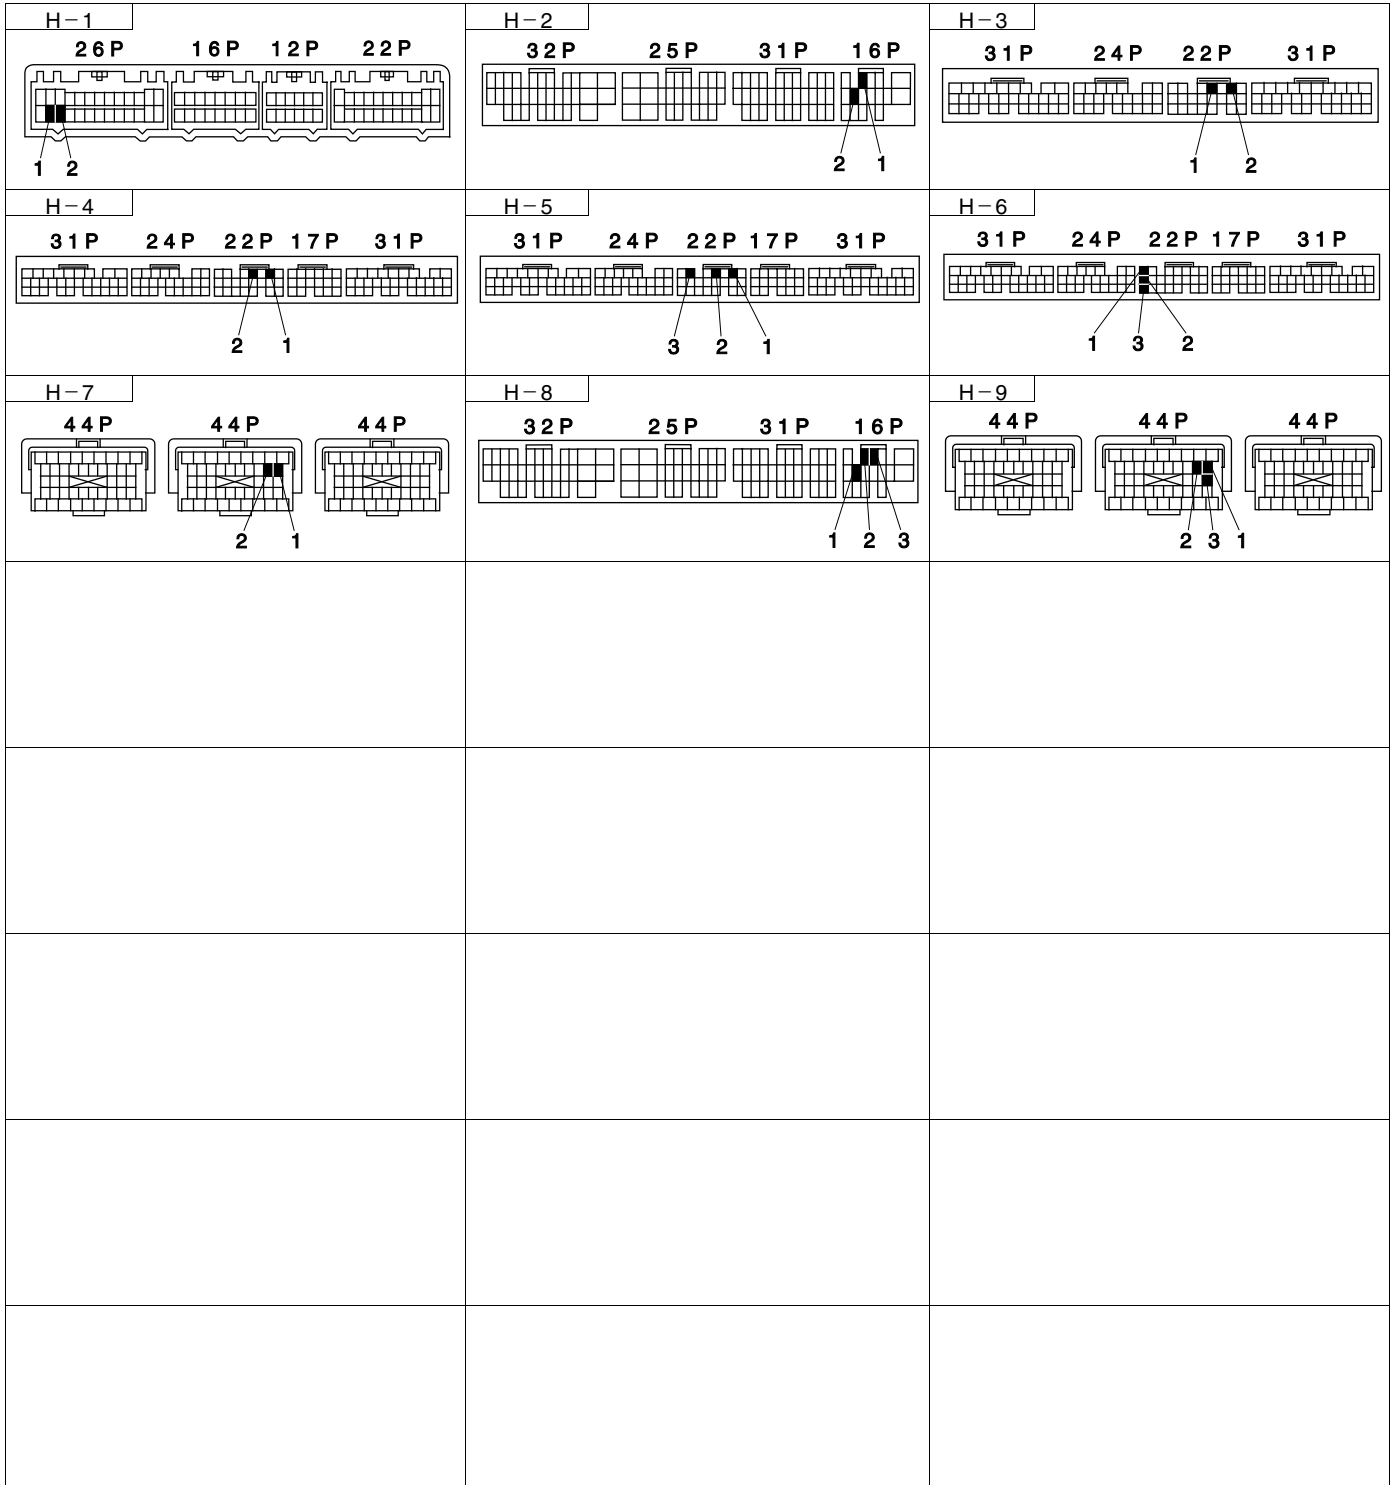 H－1
26P 16P 12P 22P
1 2
H－2
32P 25P 31P 16P
2 1
H－3
31P 24P 22P 31P
1 2
H－4
31P 24P 22P 17P 31P
2 1
H－5
31P 24P 22P 17P 31P
3 2 1
H－6
31P 24P 22P 17P 31P
1 3 2
H－7
44P 44P 44P
2 1
H－8
32P 25P 31P 16P
1 2 3
H－9
44P 44P 44P
2 3 1